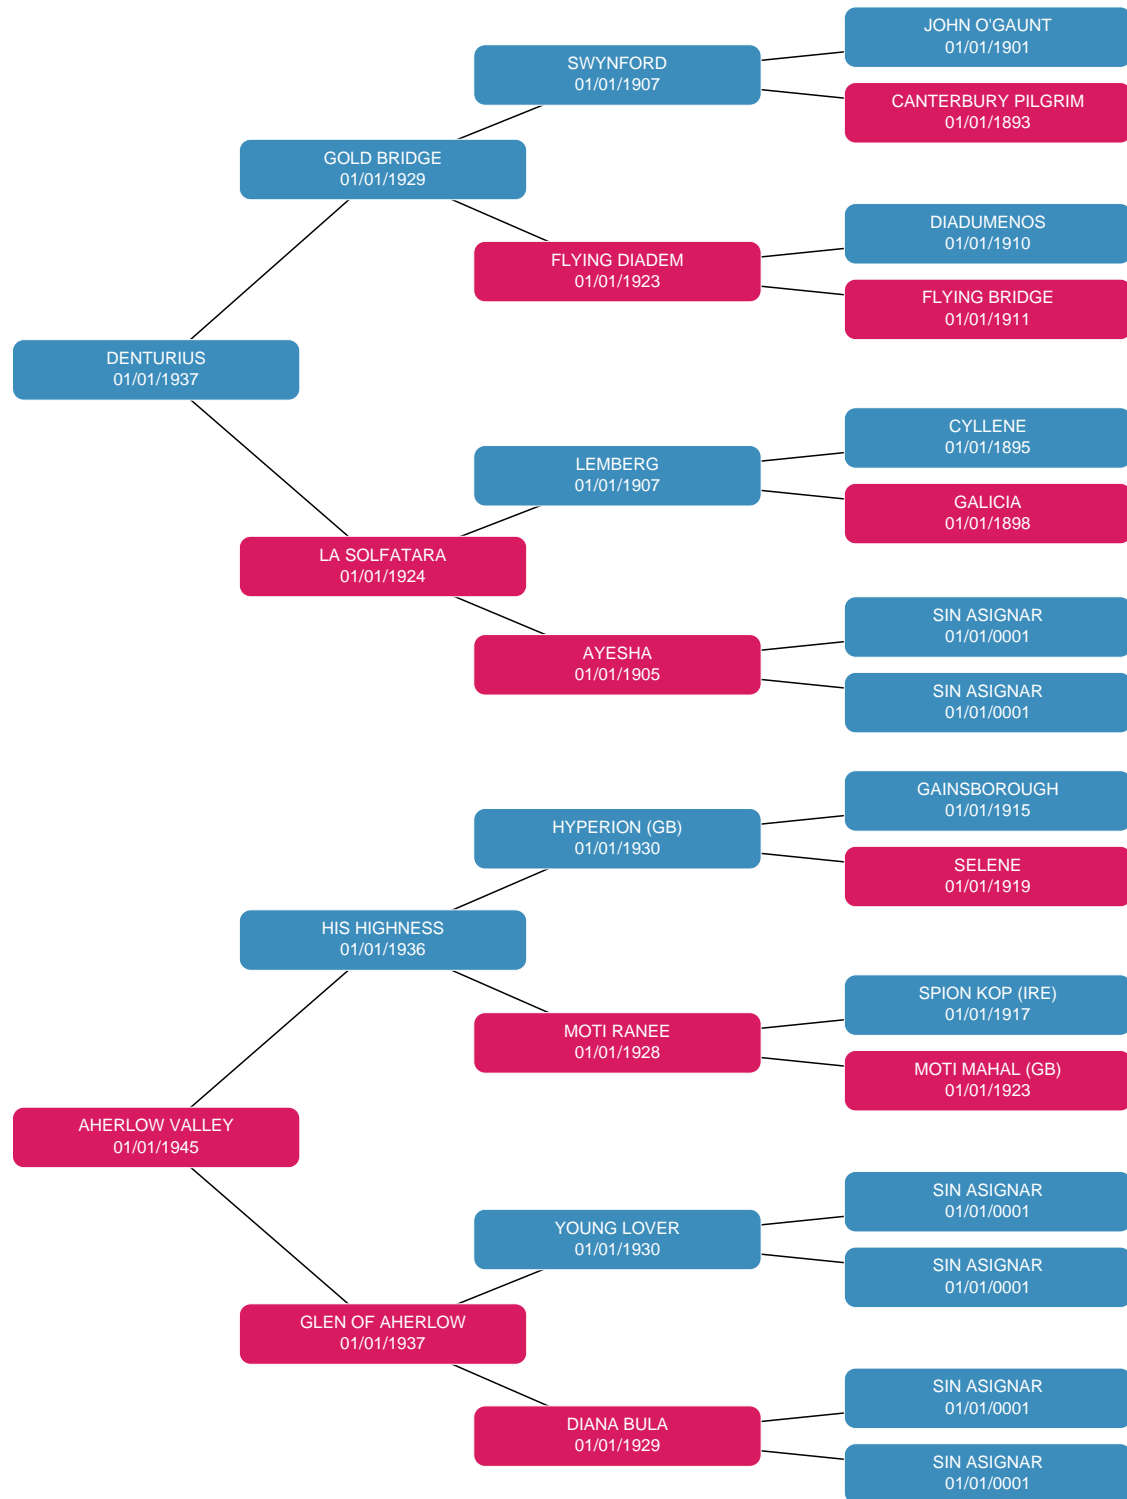 JOHN O'GAUNT
01/01/1901
SWYNFORD
01/01/1907
CANTERBURY PILGRIM
01/01/1893
GOLD BRIDGE
01/01/1929
DIADUMENOS
01/01/1910
FLYING DIADEM
01/01/1923
FLYING BRIDGE
01/01/1911
DENTURIUS
01/01/1937
CYLLENE
01/01/1895
LEMBERG
01/01/1907
GALICIA
01/01/1898
LA SOLFATARA
01/01/1924
SIN ASIGNAR
01/01/0001
AYESHA
01/01/1905
SIN ASIGNAR
01/01/0001
GAINSBOROUGH
01/01/1915
HYPERION (GB)
01/01/1930
SELENE
01/01/1919
HIS HIGHNESS
01/01/1936
SPION KOP (IRE)
01/01/1917
MOTI RANEE
01/01/1928
MOTI MAHAL (GB)
01/01/1923
AHERLOW VALLEY
01/01/1945
SIN ASIGNAR
01/01/0001
YOUNG LOVER
01/01/1930
SIN ASIGNAR
01/01/0001
GLEN OF AHERLOW
01/01/1937
SIN ASIGNAR
01/01/0001
DIANA BULA
01/01/1929
SIN ASIGNAR
01/01/0001